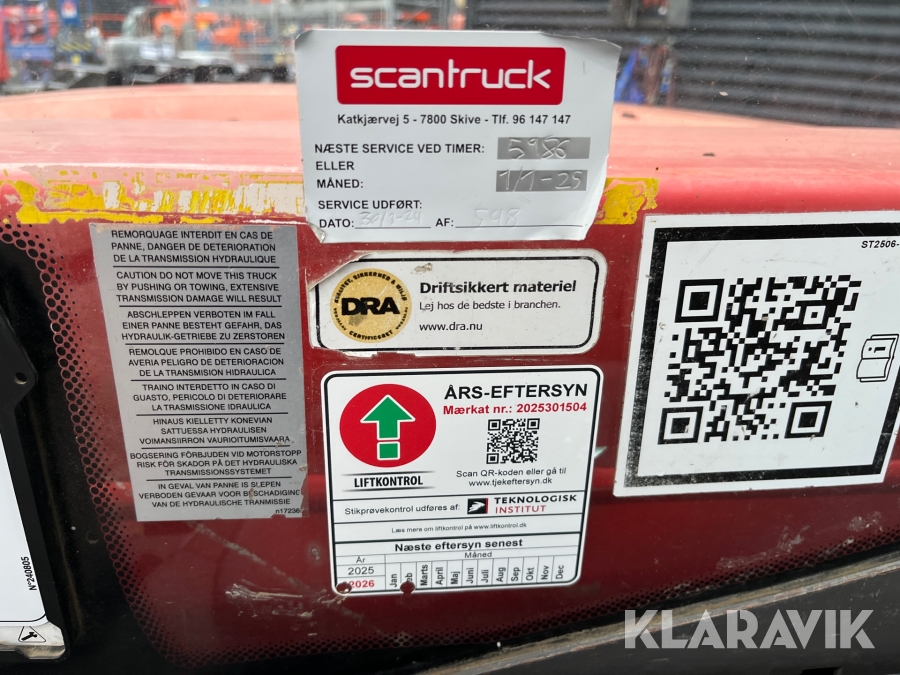 scantruck
Katkjærvej 5 - 7800 Skive - Tlf. 96 147 147
NÆSTE SERVICE VED TIMER: 5986
ELLER
MÅNED: 1/1-25
SERVICE UDFØRT:
DATO: 30/1-24 AF: 548
REMORQUAGE INTERDIT EN CAS DE
PANNE, DANGER DE DETERIORATION
DE LA TRANSMISSION HYDRAULIQUE
CAUTION DO NOT MOVE THIS TRUCK
BY PUSHING OR TOWING, EXTENSIVE
TRANSMISSION DAMAGE WILL RESULT
ABSCHLEPPEN VERBOTEN IM FALL
EINER PANNE BESTEHT GEFAHR, DAS
HYDRAULIK-GETRIEBE ZU ZERSTOREN
REMOLQUE PROHIBIDO EN CASO DE
AVERIA PELIGRO DE DETERIORACION
DE LA TRANSMISION HIDRAULICA
TRAINO INTERDETTO IN CASO DI
GUASTO, PERICOLO DI DETERIORARE
LA TRASMISSIONE IDRAULICA
HINAUS KIELLETTY KONEVIAN
SATTUESSA HYDRAULISEN
VOIMANSIIRRON VAURIOITUMISVAARA
BOGSERING FÖRBJUDEN VID MOTORSTOPP
RISK FÖR SKADOR PÅ DET HYDRAULISKA
TRANSMISSIONSSYSTEMET
IN GEVAL VAN PANNE IS SLEPEN
VERBODEN GEVAAR VOOR BESCHADIGING
VAN DE HYDRAULISCHE TRANMISSIE
n17236
DRA
Driftsikkert materiel
Lej hos de bedste i branchen.
www.dra.nu
ÅRS-EFTERSYN
Mærkat nr.: 2025301504
LIFTKONTROL
Scan QR-koden eller gå til
www.tjekeftersyn.dk
Stikprøvekontrol udføres af: TEKNOLOGISK
INSTITUT
Læs mere om liftkontrol på www.liftkontrol.dk
Næste eftersyn senest
År Måned
2025
2026
Jan Feb Marts April Maj Juni Juli Aug Sep Okt Nov Dec
ST2506-
N°240805
KLARAVIK